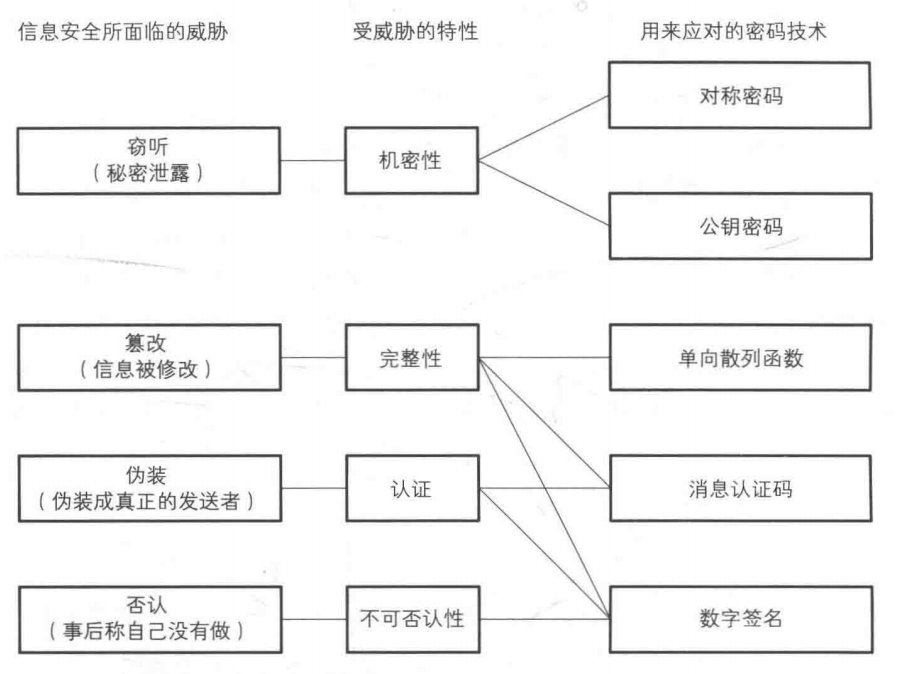 信息安全所面临的威胁
受威胁的特性
用来应对的密码技术
对称密码
窃听
（秘密泄露）
机密性
公钥密码
篡改
（信息被修改）
完整性
单向散列函数
伪装
（伪装成真正的发送者）
认证
消息认证码
否认
（事后称自己没有做）
不可否认性
数字签名